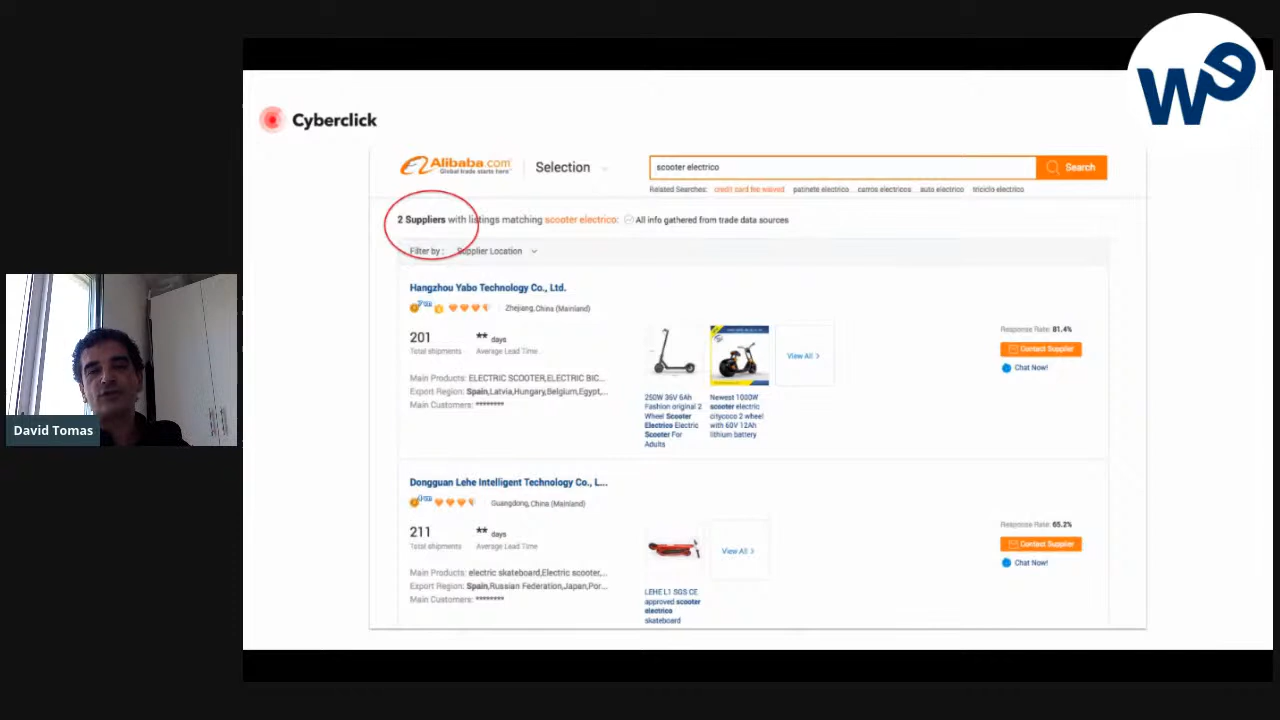 we
Cyberclick
Alibaba.com
Global trade starts here
Selection
scooter electrico
Search
Related Searches: credit card fee waived patinete electrico carros electricos auto electrico triciclo electrico
2 Suppliers with listings matching scooter electrico: All info gathered from trade data sources
Filter by : Supplier Location
Hangzhou Yabo Technology Co., Ltd.
Zhejiang, China (Mainland)
201
Total shipments
** days
Average Lead Time
Main Products: ELECTRIC SCOOTER,ELECTRIC BIC...
Export Region: Spain,Latvia,Hungary,Belgium,Egypt,...
Main Customers: ********
250W 36V 6Ah
Fashion original 2
Wheel Scooter
Electrico Electric
Scooter For
Adults
Newest 1000W
scooter electric
citycoco 2 wheel
with 60V 12Ah
lithium battery
View All >
Response Rate: 81.4%
Contact Supplier
Chat Now!
Dongguan Lehe Intelligent Technology Co., L...
Guangdong, China (Mainland)
211
Total shipments
** days
Average Lead Time
Main Products: electric skateboard,Electric scooter,...
Export Region: Spain,Russian Federation,Japan,Por...
Main Customers: ********
LEHE L1 SGS CE
approved scooter
electrico
skateboard
View All >
Response Rate: 65.2%
Contact Supplier
Chat Now!
David Tomas